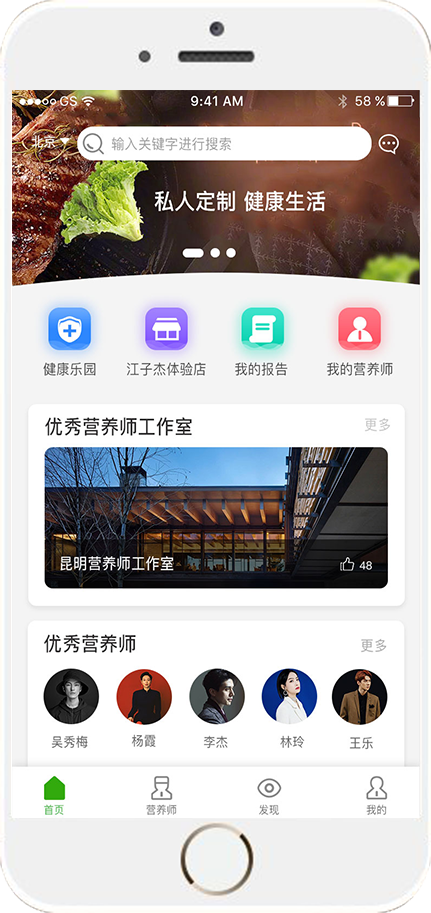 GS 9:41 AM 58 %
北京 输入关键字进行搜索
私人定制 健康生活
健康乐园 江子杰体验店 我的报告 我的营养师
优秀营养师工作室 更多
昆明营养师工作室 48
优秀营养师 更多
吴秀梅 杨霞 李杰 林玲 王乐
首页 营养师 发现 我的